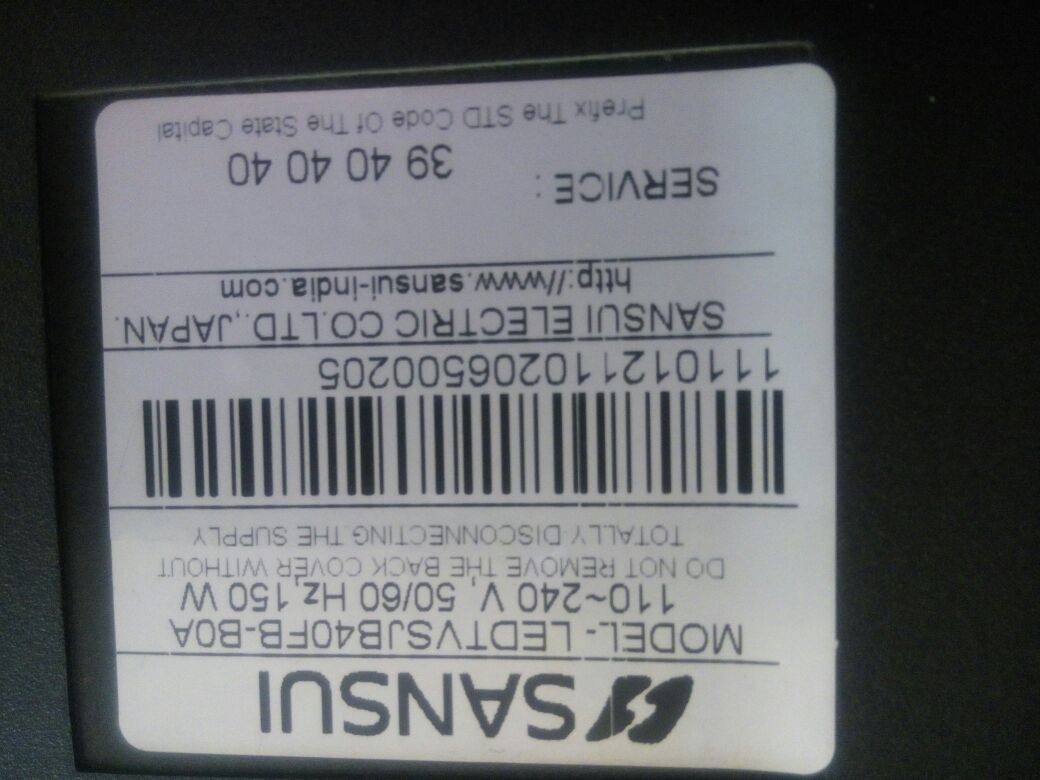 SANSUI
MODEL- LEDTVSJB40FB-B0A
110~240 V, 50/60 Hz,150 W
DO NOT REMOVE THE BACK COVER WITHOUT
TOTALLY DISCONNECTING THE SUPPLY
111012110206500205
SANSUI ELECTRIC CO.LTD.,JAPAN.
http://www.sansui-india.com
SERVICE : 39 40 40 40
Prefix The STD Code Of The State Capital